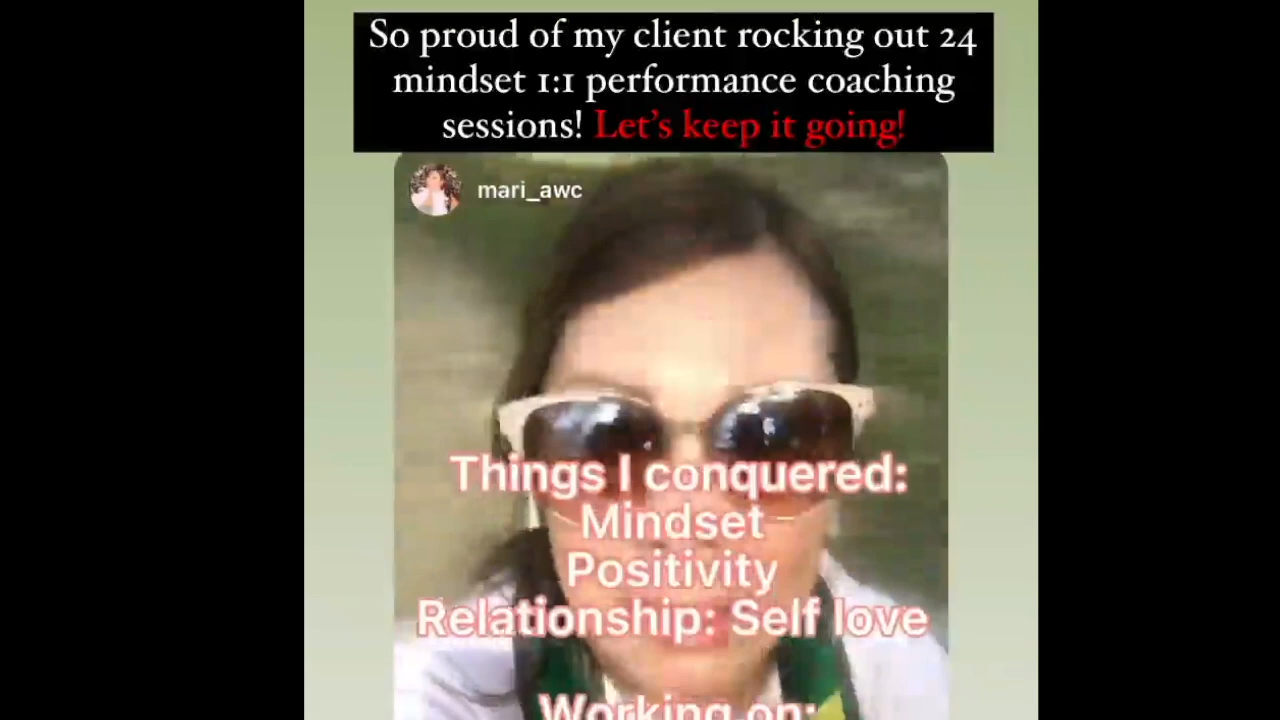 So proud of my client rocking out 24
mindset 1:1 performance coaching
sessions! Let's keep it going!
mari_awc
Things I conquered:
Mindset
Positivity
Relationship: Self love
Working on: